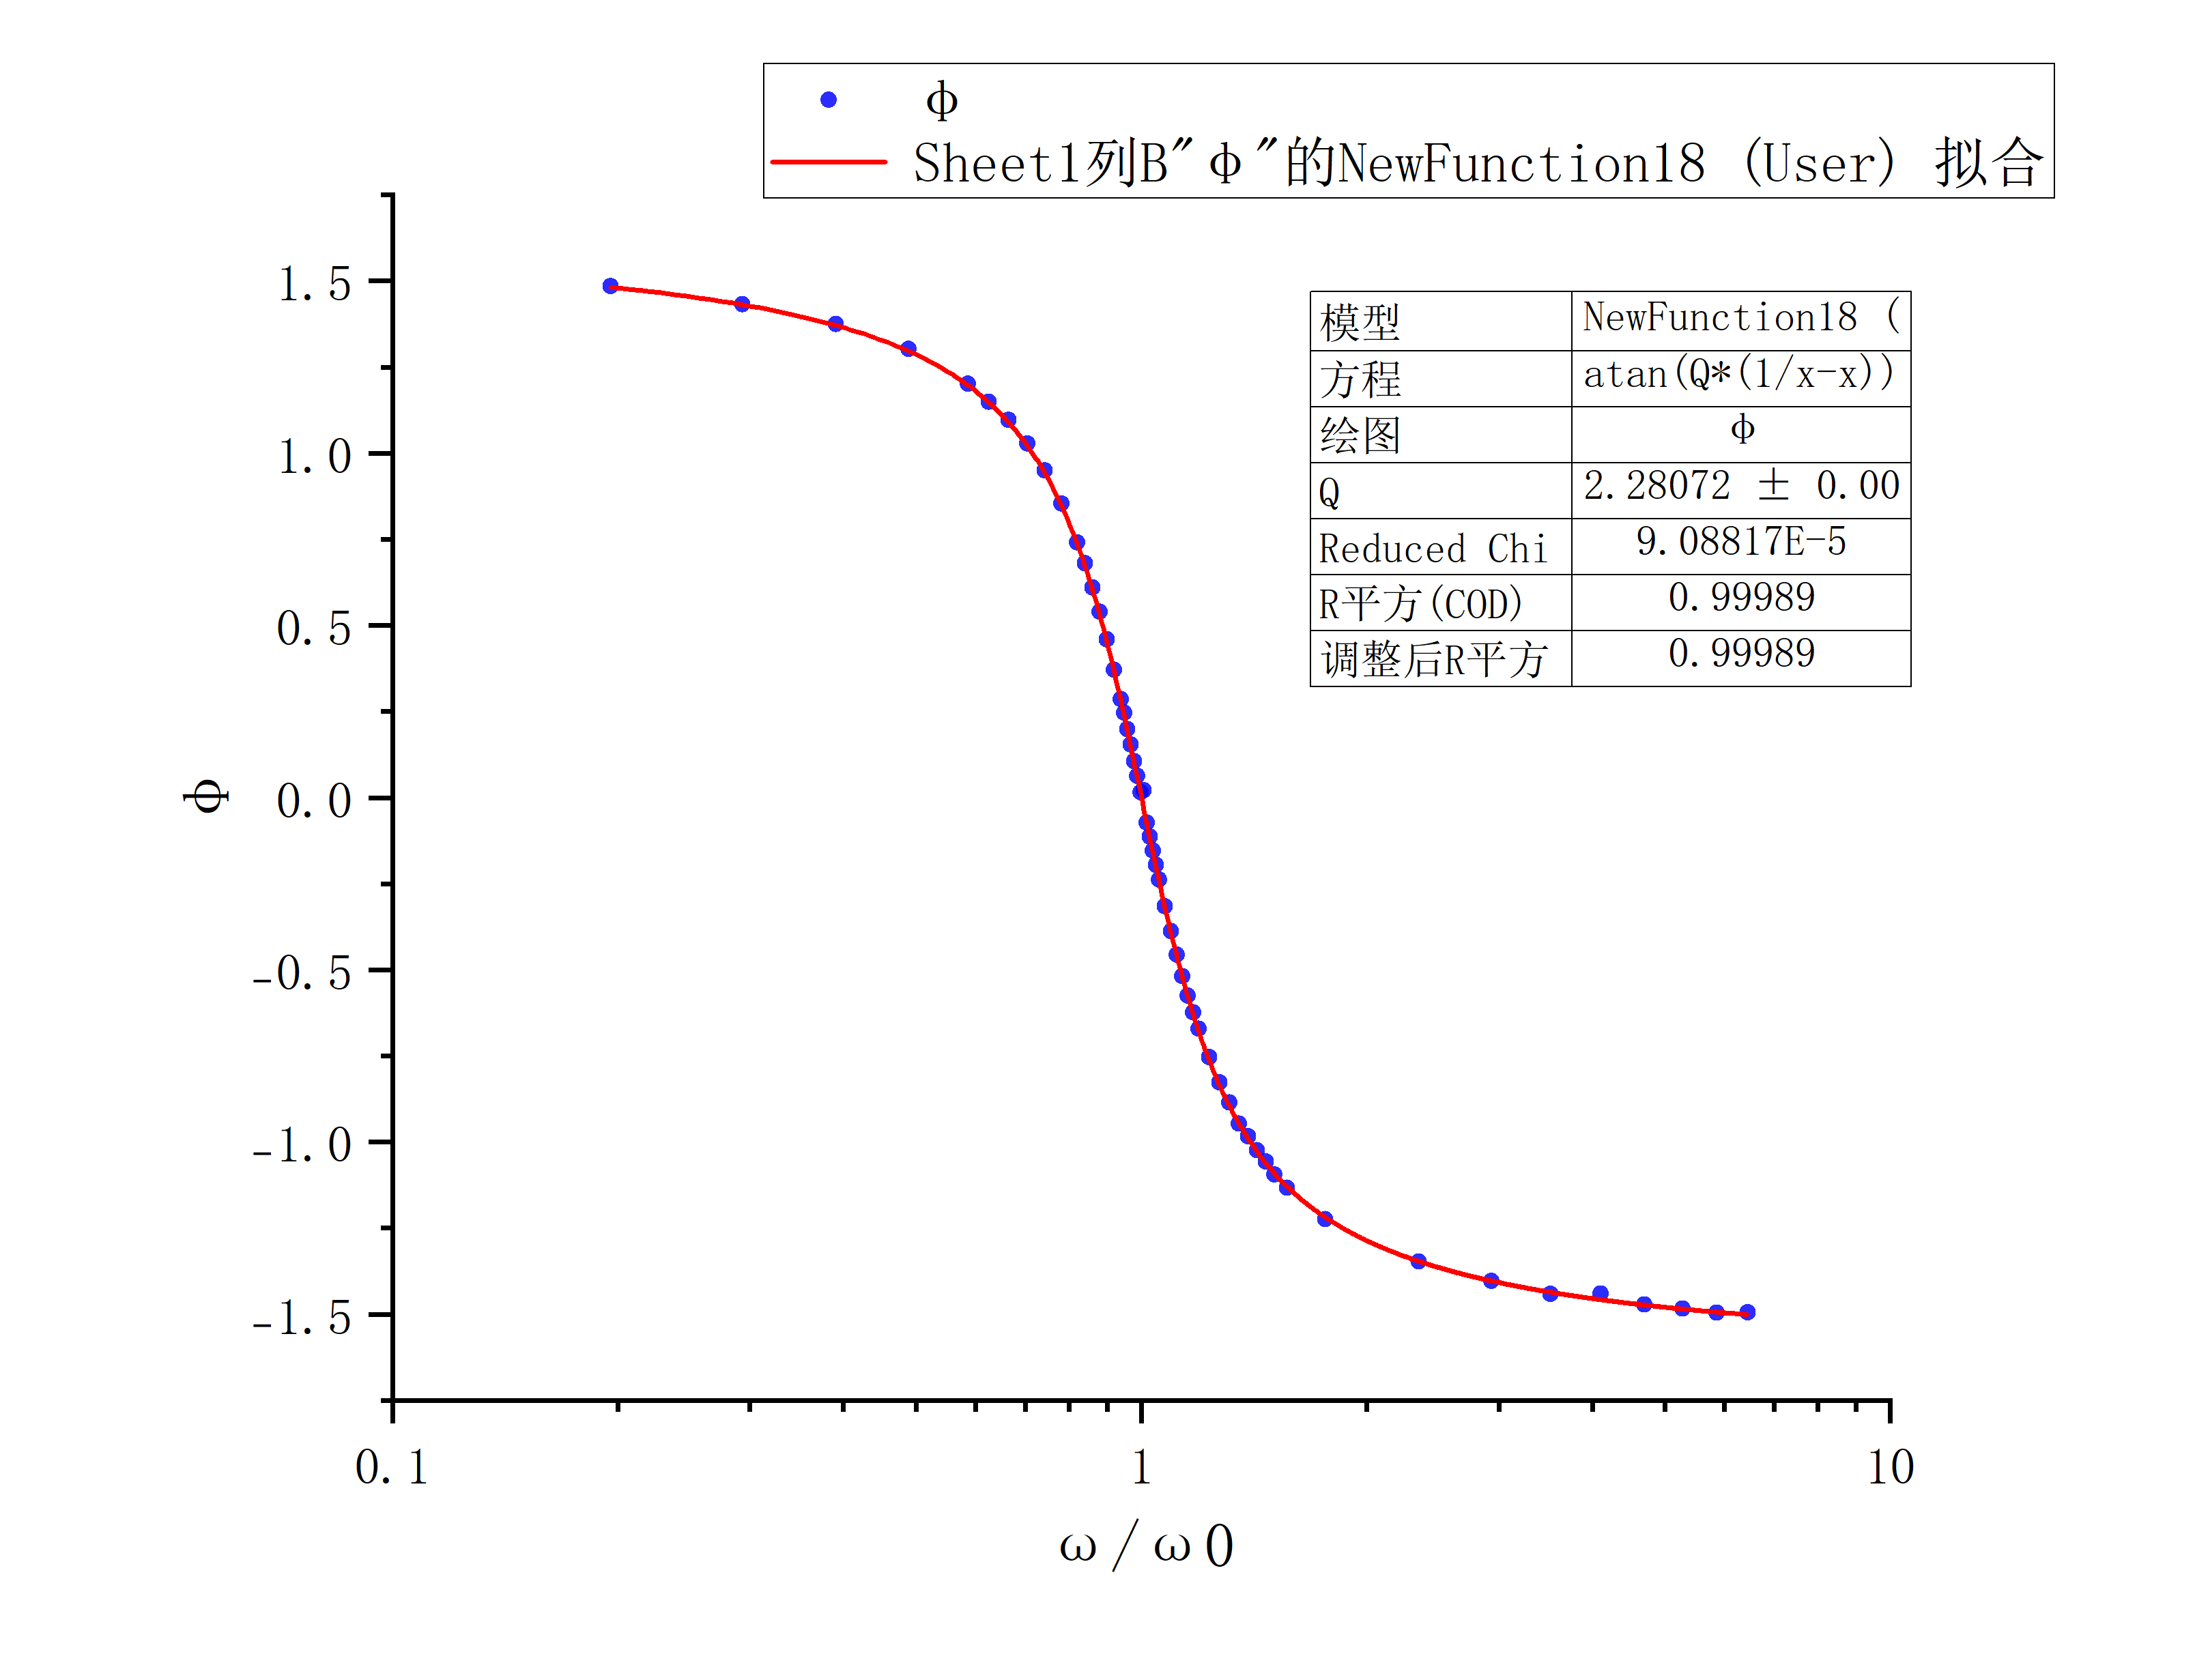 ϕ
Sheet1列B"ϕ"的NewFunction18 (User) 拟合
1.5
1.0
0.5
0.0
-0.5
-1.0
-1.5
ϕ
模型 NewFunction18 (
方程 atan(Q*(1/x-x))
绘图 ϕ
Q 2.28072 ± 0.00
Reduced Chi 9.08817E-5
R平方(COD) 0.99989
调整后R平方 0.99989
0.1 1 10
ω/ω0